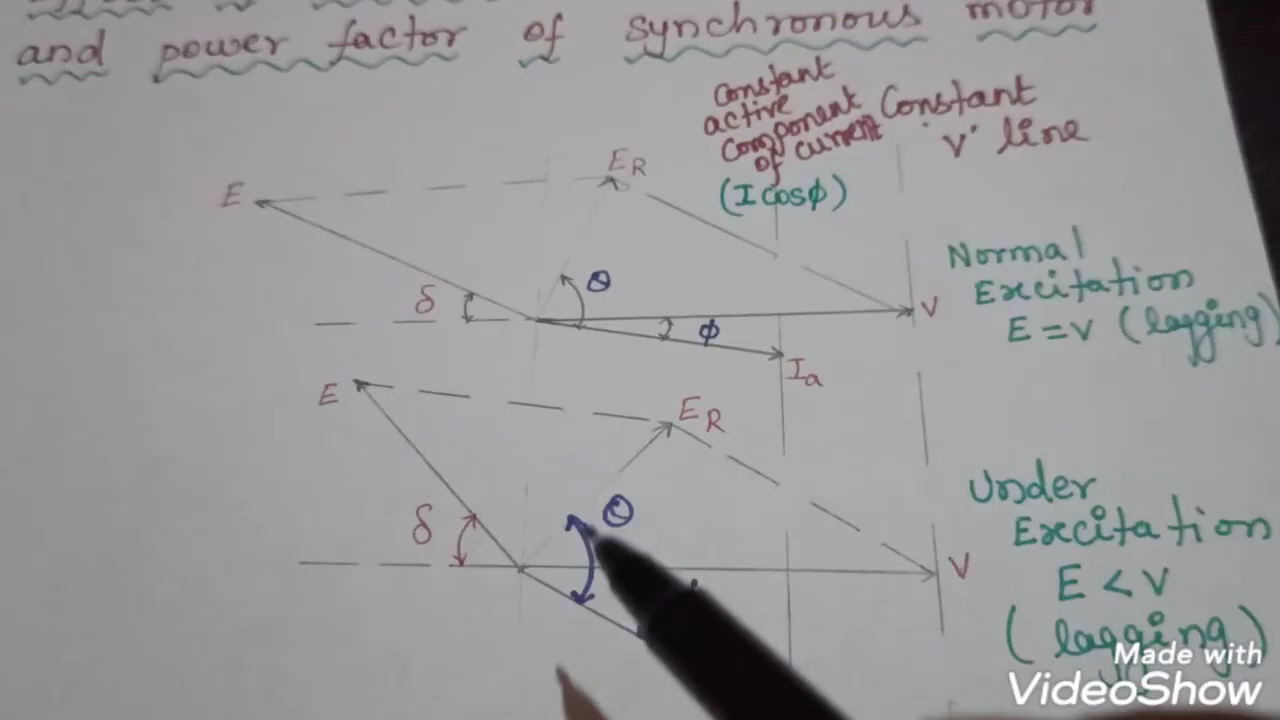 and power factor of synchronous motor
constant
active
component
of current
(I cosϕ)
Constant
'V' line
E
E_R
δ
θ
ϕ
V
I_a
Normal
Excitation
E = V (lagging)
E
E_R
δ
θ
V
Under
Excitation
E < V
(lagging)
Made with
VideoShow